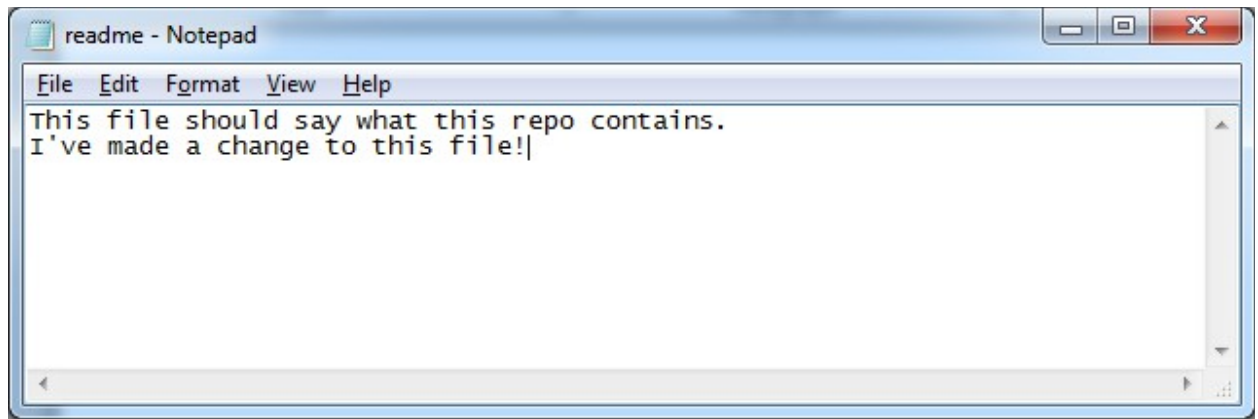 readme - Notepad
File Edit Format View Help
This file should say what this repo contains.
I've made a change to this file!